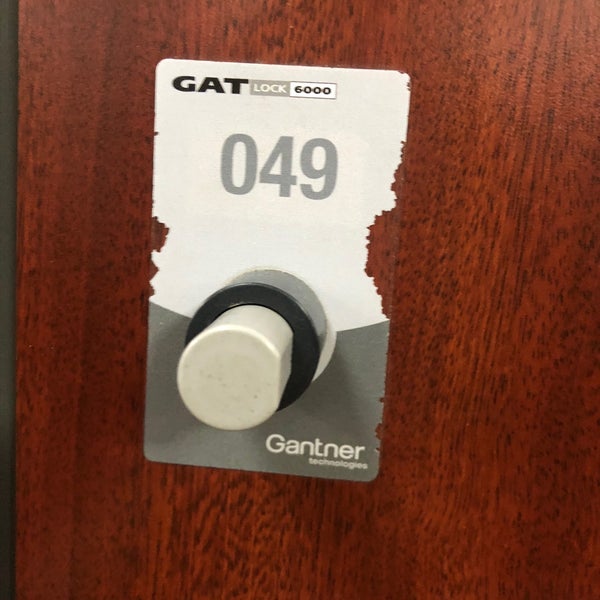 GAT LOCK 6000
049
Gantner
technologies